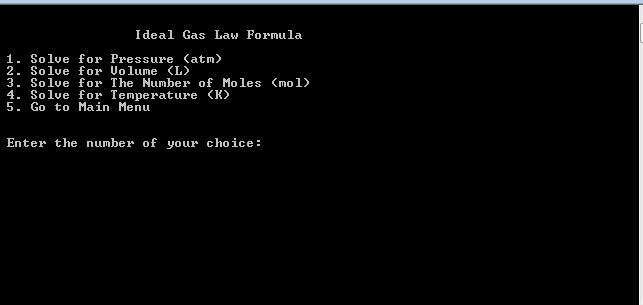 Ideal Gas Law Formula
1. Solve for Pressure (atm)
2. Solve for Volume (L)
3. Solve for The Number of Moles (mol)
4. Solve for Temperature (K)
5. Go to Main Menu
Enter the number of your choice: